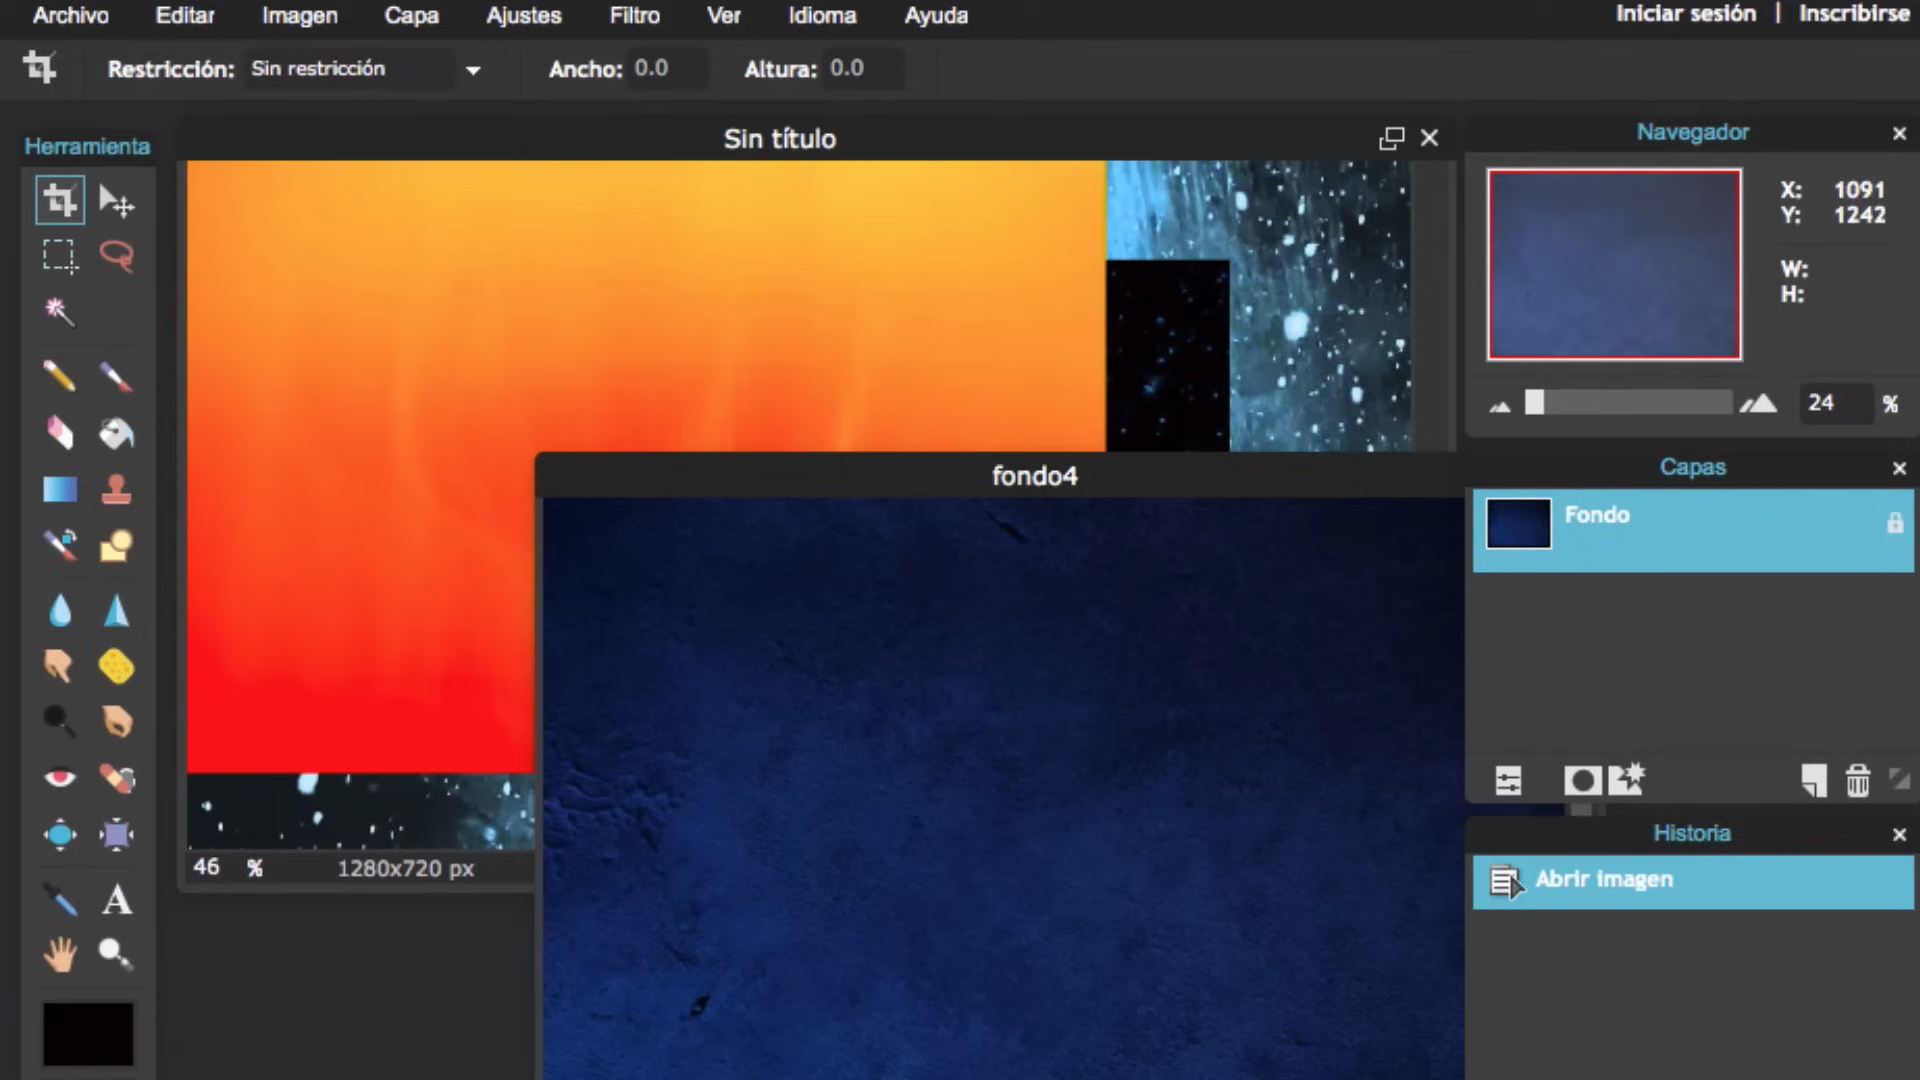 Archivo Editar Imagen Capa Ajustes Filtro Ver Idioma Ayuda Iniciar sesión | Inscribirse
Restricción: Sin restricción Ancho: 0.0 Altura: 0.0
Herramienta
Sin título
46 % 1280x720 px
fondo4
Navegador
X: 1091
Y: 1242
W:
H:
24 %
Capas
Fondo
Historia
Abrir imagen